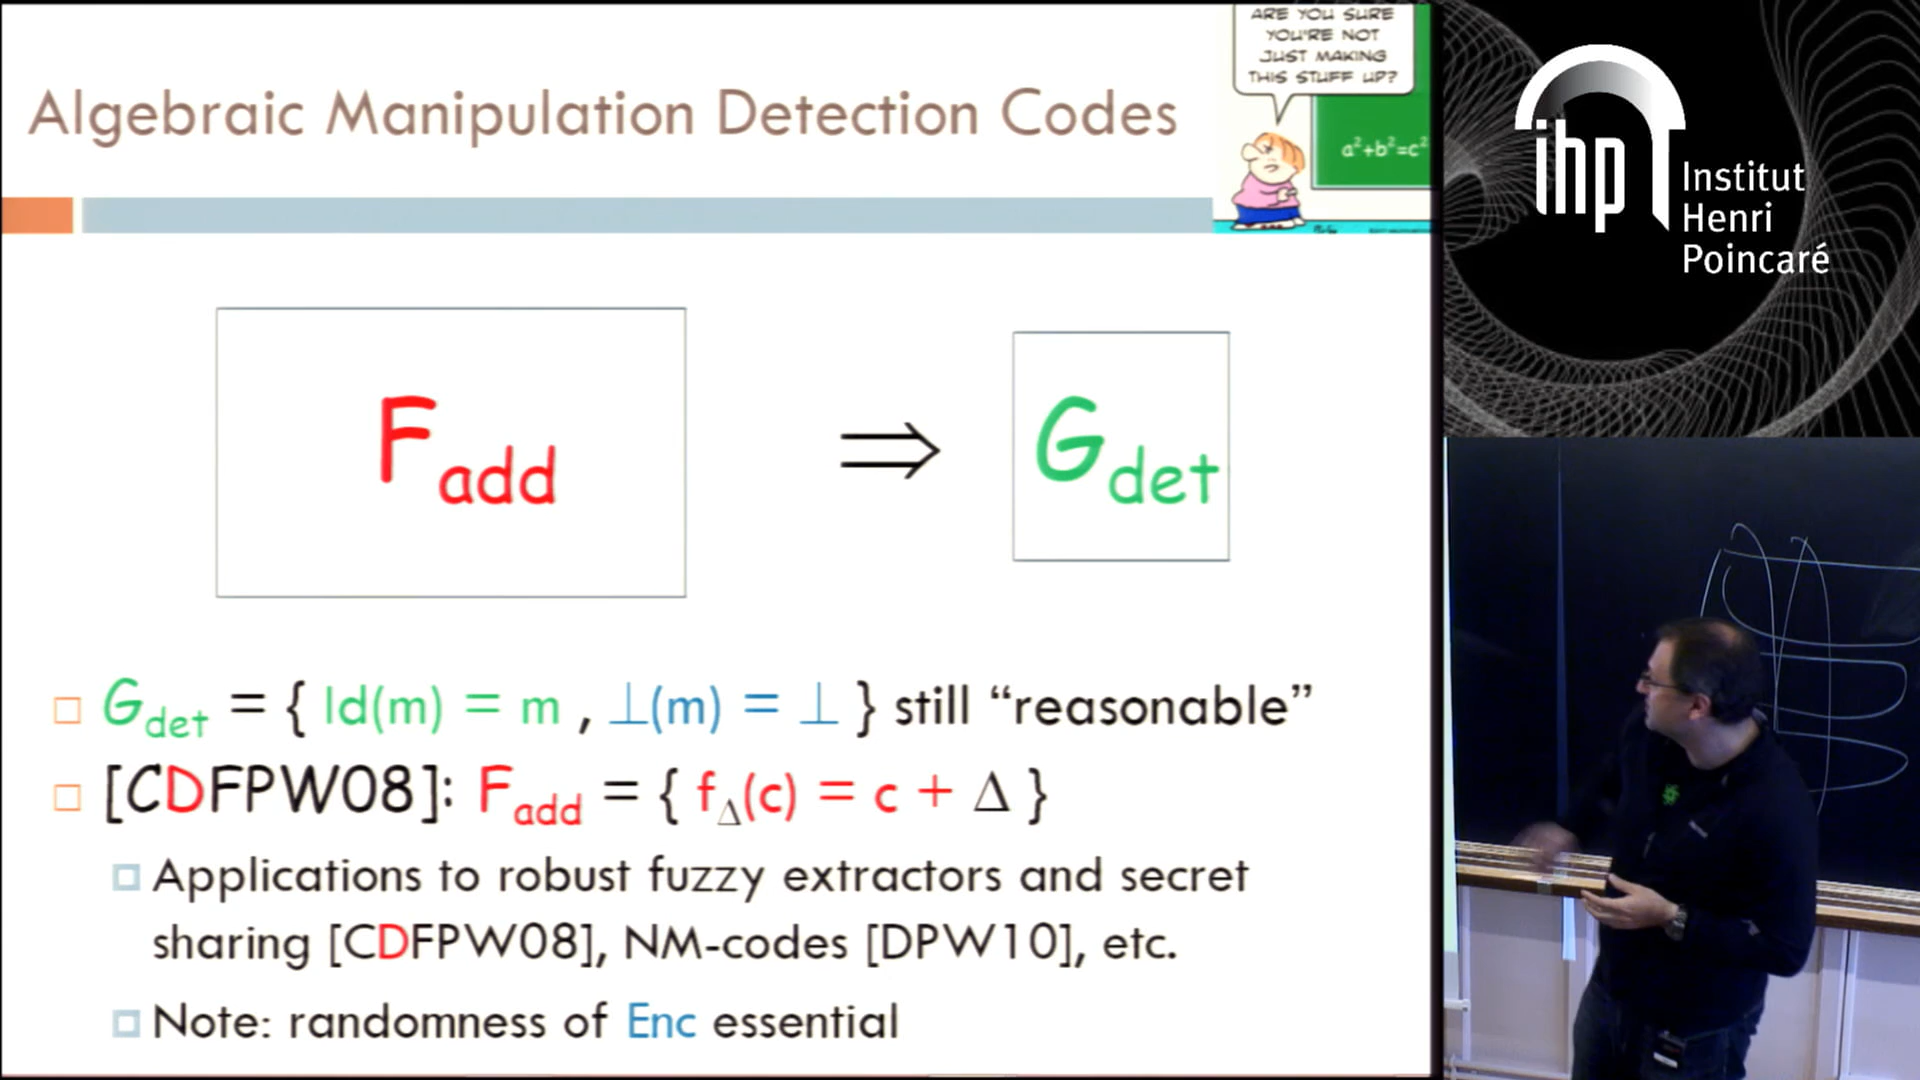 ARE YOU SURE
YOU'RE NOT
JUST MAKING
THIS STUFF UP?
a²+b²=c²
Algebraic Manipulation Detection Codes
F_add ⇒ G_det
G_det = { Id(m) = m , ⊥(m) = ⊥ } still “reasonable”
[CDFPW08]: F_add = { f_Δ(c) = c + Δ }
Applications to robust fuzzy extractors and secret
sharing [CDFPW08], NM-codes [DPW10], etc.
Note: randomness of Enc essential
ihp
Institut
Henri
Poincaré